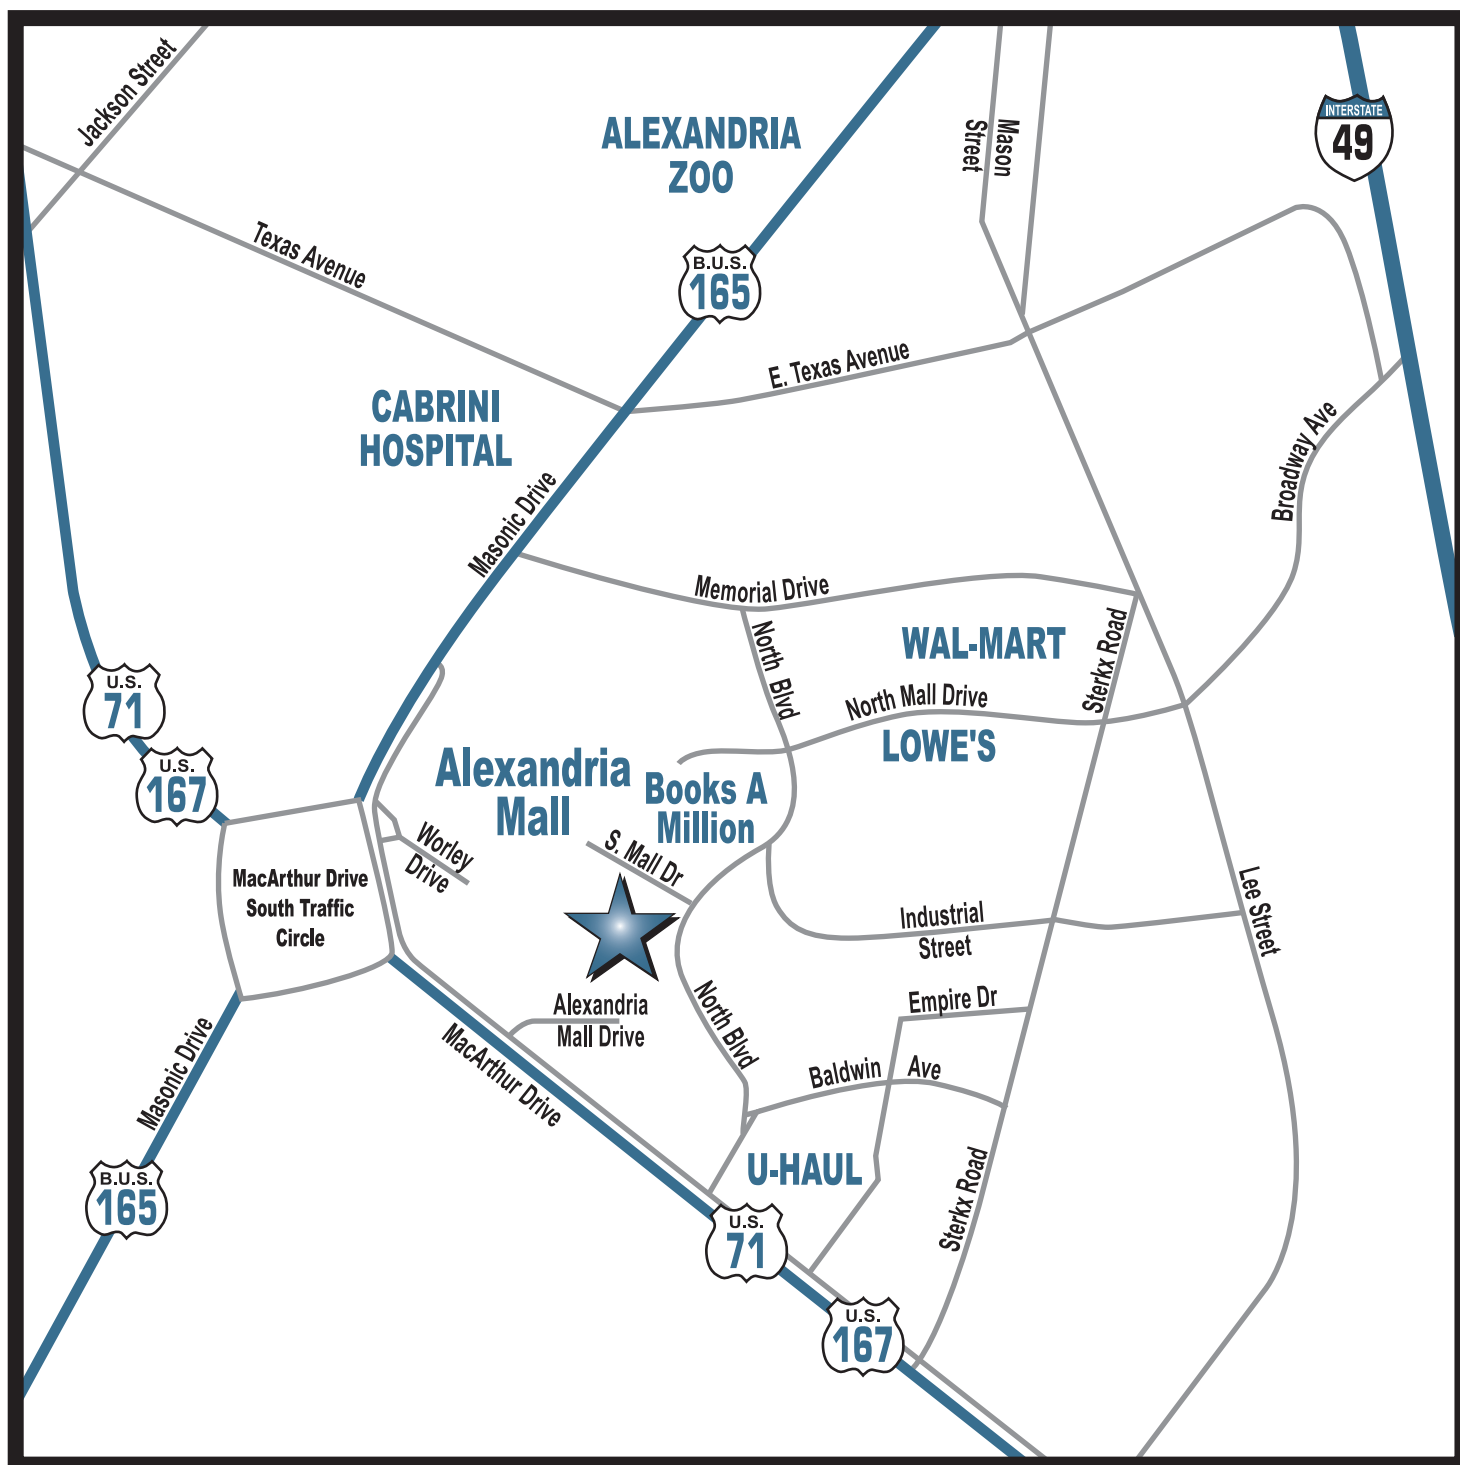 Jackson Street
ALEXANDRIA
ZOO
Mason
Street
INTERSTATE
49
Texas Avenue
B.U.S.
165
E. Texas Avenue
CABRINI
HOSPITAL
Broadway Ave
Masonic Drive
Memorial Drive
North Blvd
WAL-MART
Sterkx Road
U.S.
71
North Mall Drive
LOWE'S
U.S.
167
Alexandria
Mall
Books A
Million
Worley
Drive
S. Mall Dr
MacArthur Drive
South Traffic
Circle
Industrial
Street
Lee Street
Alexandria
Mall Drive
North Blvd
Empire Dr
MacArthur Drive
Baldwin Ave
Masonic Drive
U-HAUL
Sterkx Road
B.U.S.
165
U.S.
71
U.S.
167